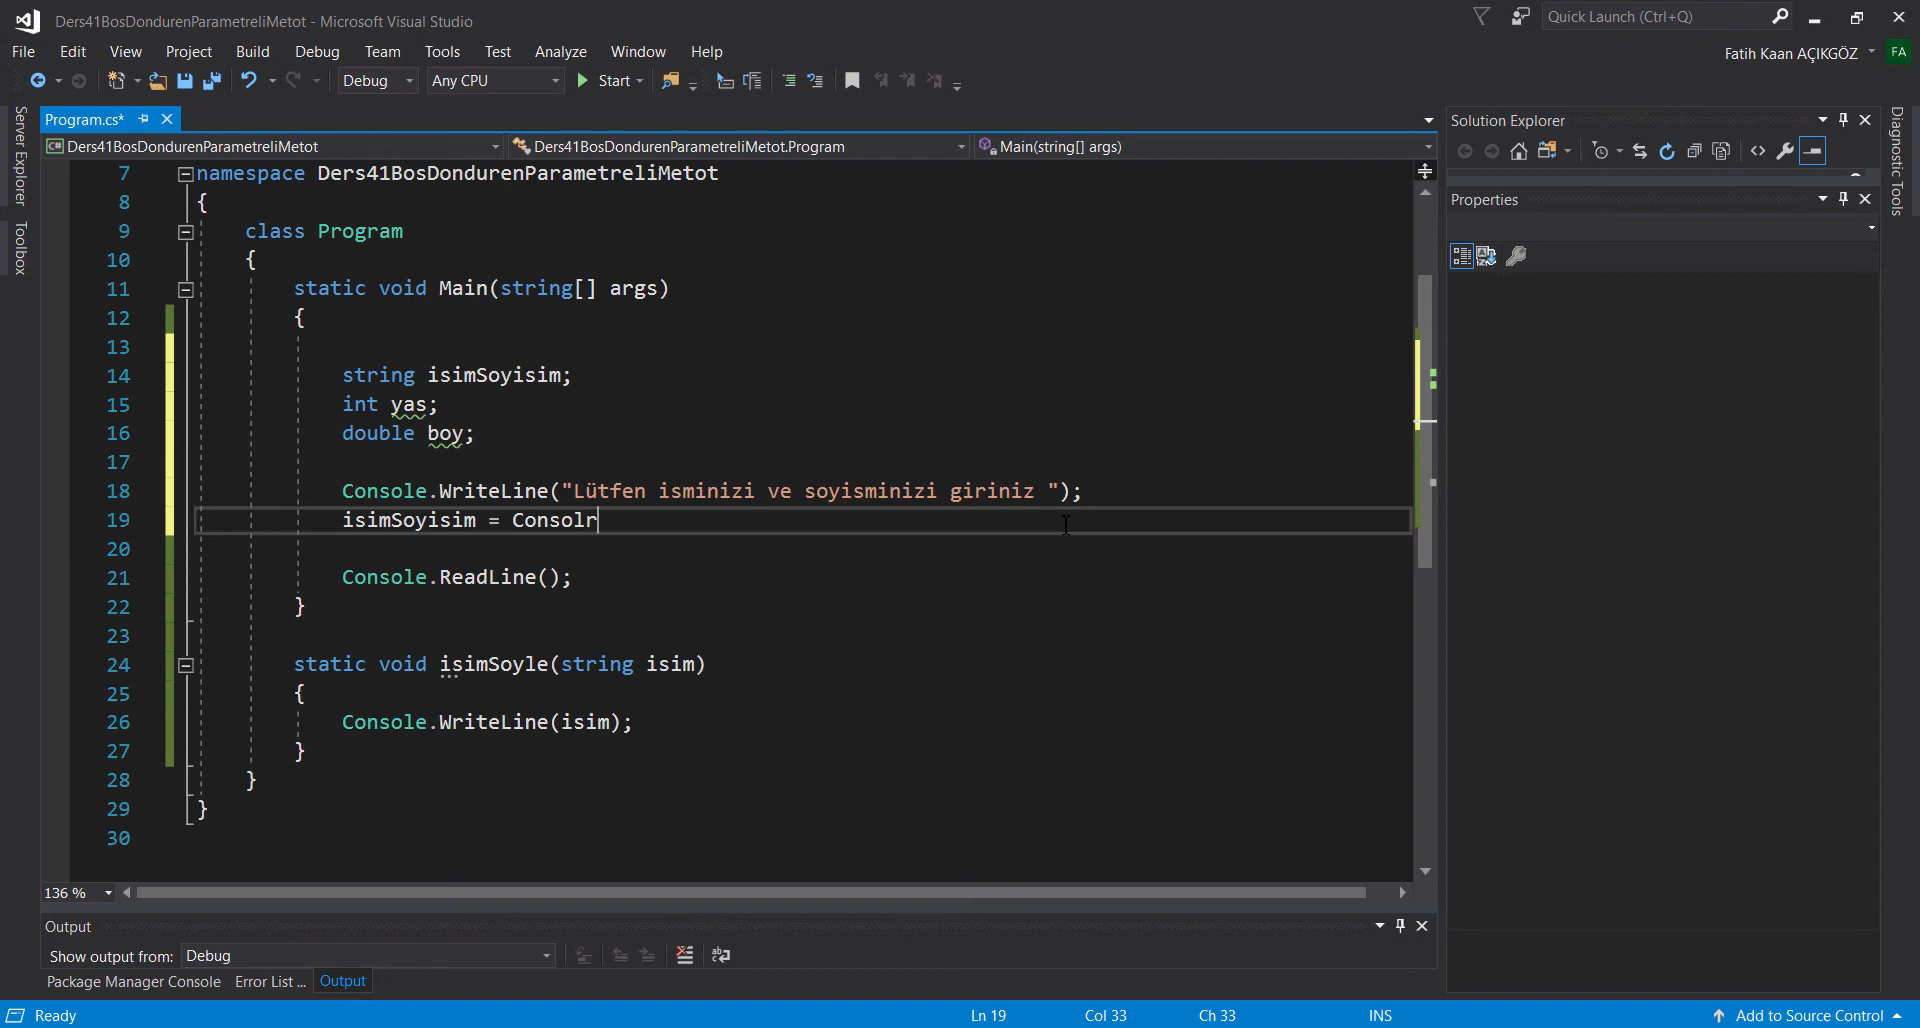 Ders41BosDondurenParametreliMetot - Microsoft Visual Studio
Quick Launch (Ctrl+Q)
File Edit View Project Build Debug Team Tools Test Analyze Window Help
Fatih Kaan AÇIKGÖZ FA
Debug Any CPU Start
Server Explorer
Toolbox
Program.cs*
Ders41BosDondurenParametreliMetot Ders41BosDondurenParametreliMetot.Program Main(string[] args)
7 namespace Ders41BosDondurenParametreliMetot
8 {
9 class Program
10 {
11 static void Main(string[] args)
12 {
13
14 string isimSoyisim;
15 int yas;
16 double boy;
17
18 Console.WriteLine("Lütfen isminizi ve soyisminizi giriniz ");
19 isimSoyisim = Consolr
20
21 Console.ReadLine();
22 }
23
24 static void isimSoyle(string isim)
25 {
26 Console.WriteLine(isim);
27 }
28 }
29 }
30
136 %
Solution Explorer
Properties
Diagnostic Tools
Output
Show output from: Debug
Package Manager Console Error List ... Output
Ready Ln 19 Col 33 Ch 33 INS Add to Source Control